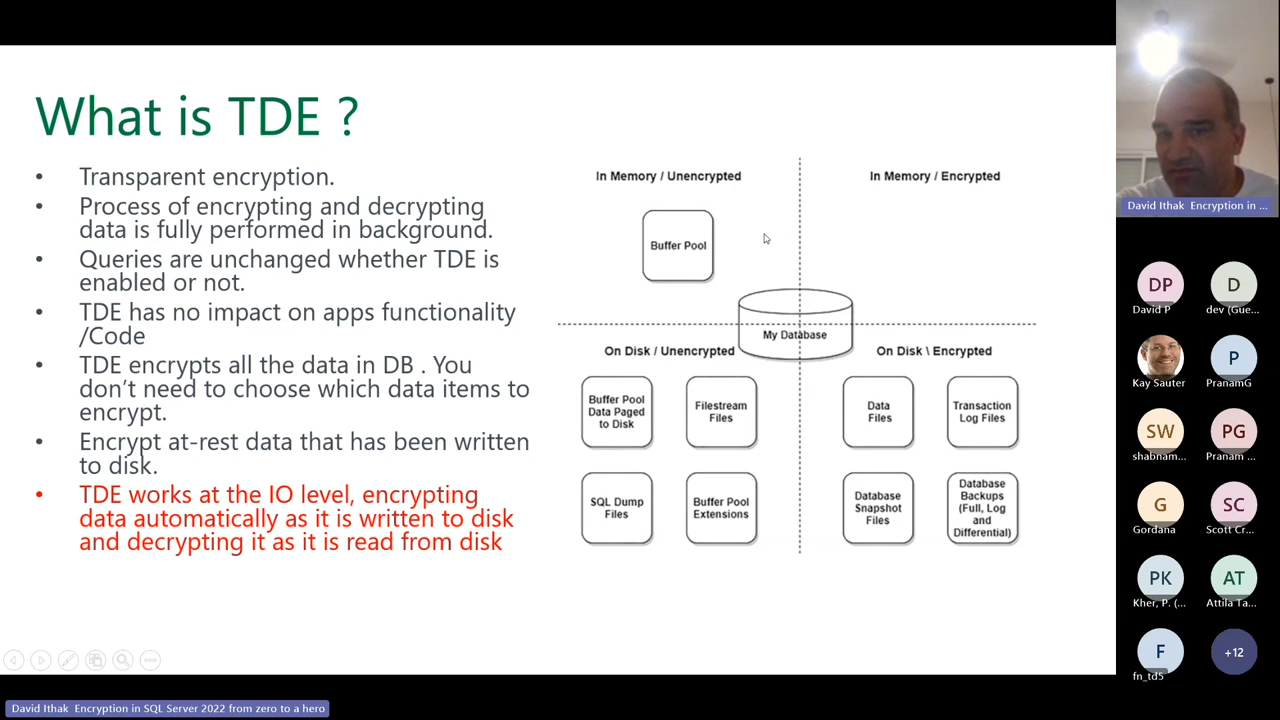 What is TDE ?
• Transparent encryption.
• Process of encrypting and decrypting
data is fully performed in background.
• Queries are unchanged whether TDE is
enabled or not.
• TDE has no impact on apps functionality
/Code
• TDE encrypts all the data in DB . You
don't need to choose which data items to
encrypt.
• Encrypt at-rest data that has been written
to disk.
• TDE works at the IO level, encrypting
data automatically as it is written to disk
and decrypting it as it is read from disk
In Memory / Unencrypted
In Memory / Encrypted
Buffer Pool
My Database
On Disk / Unencrypted
On Disk \ Encrypted
Buffer Pool
Data Paged
to Disk
Filestream
Files
Data
Files
Transaction
Log Files
SQL Dump
Files
Buffer Pool
Extensions
Database
Snapshot
Files
Database
Backups
(Full, Log
and
Differential)
David Ithak Encryption in ...
DP
David P
D
dev (Gue...
Kay Sauter
P
PranamG
SW
shabnam...
PG
Pranam ...
G
Gordana
SC
Scott Cr...
PK
Kher, P. (...
AT
Attila Ta...
F
fn_td5
+12
David Ithak Encryption in SQL Server 2022 from zero to a hero